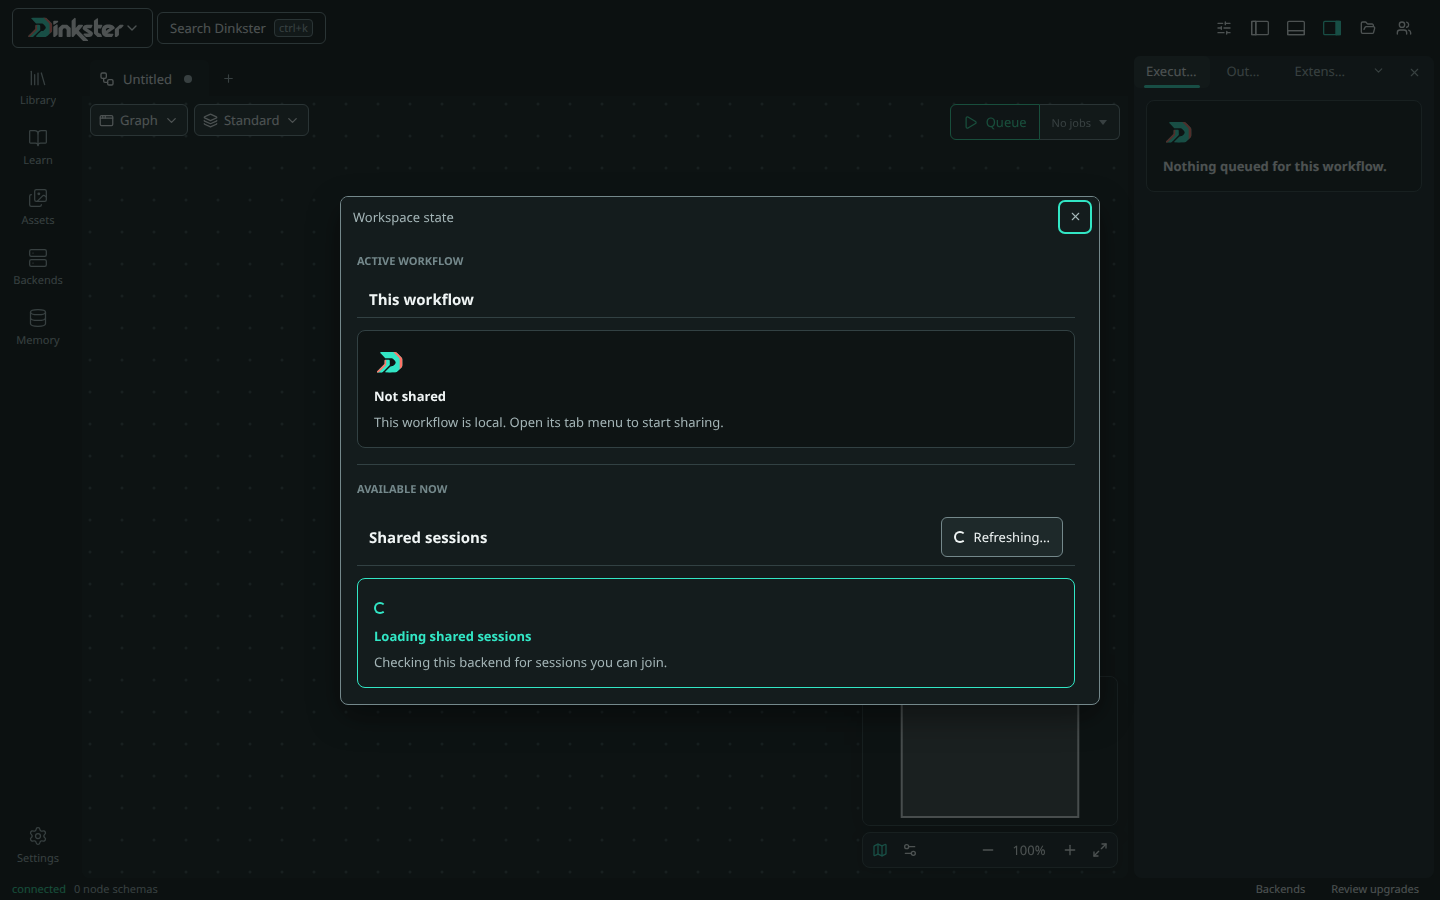 Dinkster
Search Dinkster ctrl+k
Library
Learn
Assets
Backends
Memory
Settings
Untitled
Graph
Standard
Queue
No jobs
Execut...
Out...
Extens...
Nothing queued for this workflow.
Workspace state
ACTIVE WORKFLOW
This workflow
Not shared
This workflow is local. Open its tab menu to start sharing.
AVAILABLE NOW
Shared sessions
Refreshing...
Loading shared sessions
Checking this backend for sessions you can join.
100%
connected
0 node schemas
Backends
Review upgrades